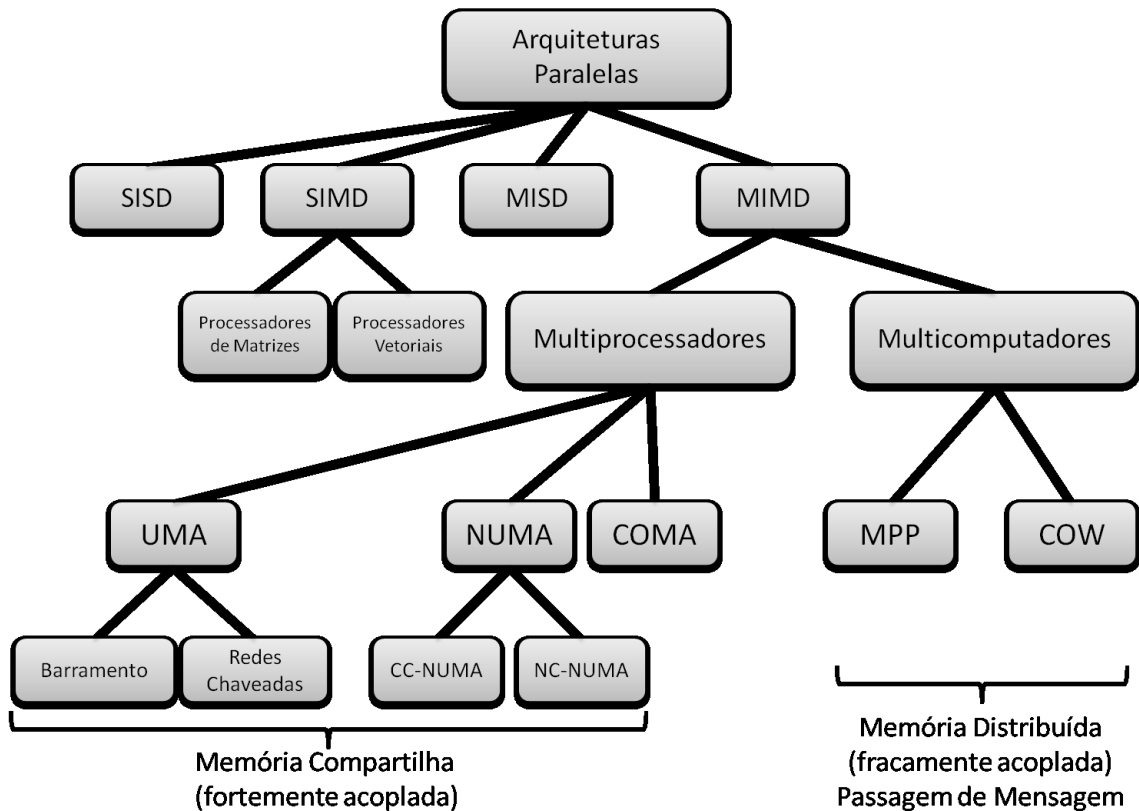 Arquiteturas
Paralelas
SISD
SIMD
MISD
MIMD
Processadores
de Matrizes
Processadores
Vetoriais
Multiprocessadores
Multicomputadores
UMA
NUMA
COMA
MPP
COW
Barramento
Redes
Chaveadas
CC-NUMA
NC-NUMA
Memória Compartilha
(fortemente acoplada)
Memória Distribuída
(fracamente acoplada)
Passagem de Mensagem